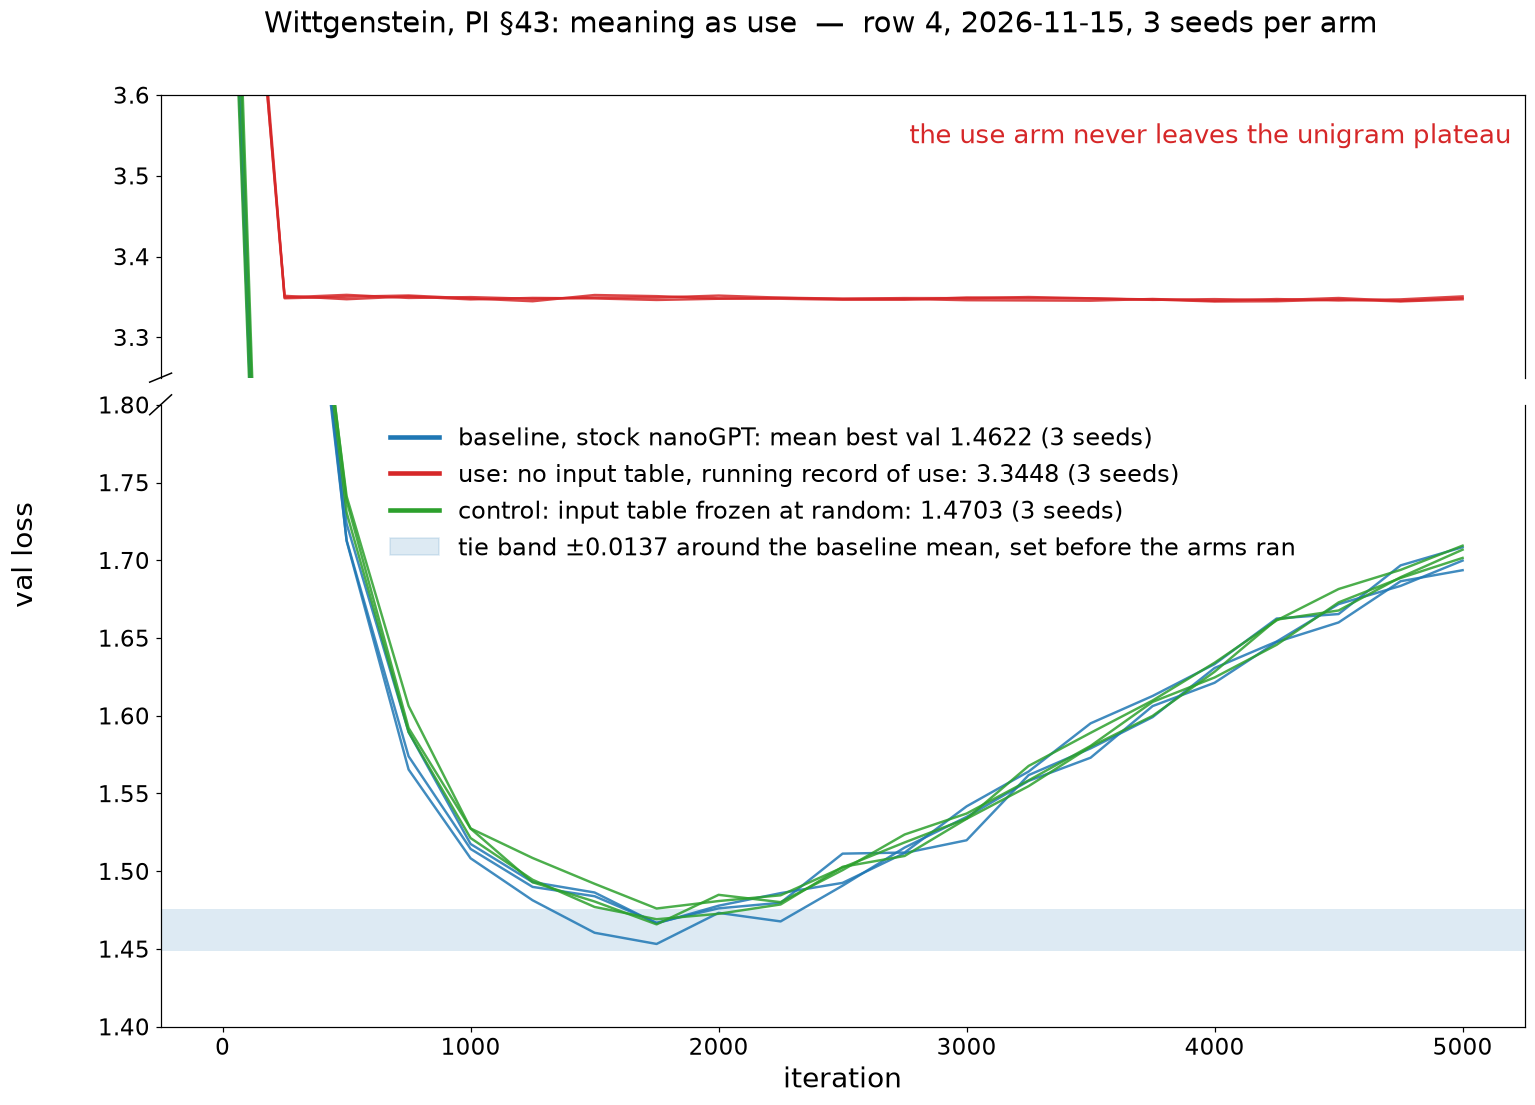 Wittgenstein, PI §43: meaning as use — row 4, 2026-11-15, 3 seeds per arm
3.6
the use arm never leaves the unigram plateau
3.5
3.4
3.3
1.80
baseline, stock nanoGPT: mean best val 1.4622 (3 seeds)
use: no input table, running record of use: 3.3448 (3 seeds)
control: input table frozen at random: 1.4703 (3 seeds)
tie band ±0.0137 around the baseline mean, set before the arms ran
1.75
1.70
1.65
1.60
1.55
1.50
1.45
1.40
val loss
0 1000 2000 3000 4000 5000
iteration